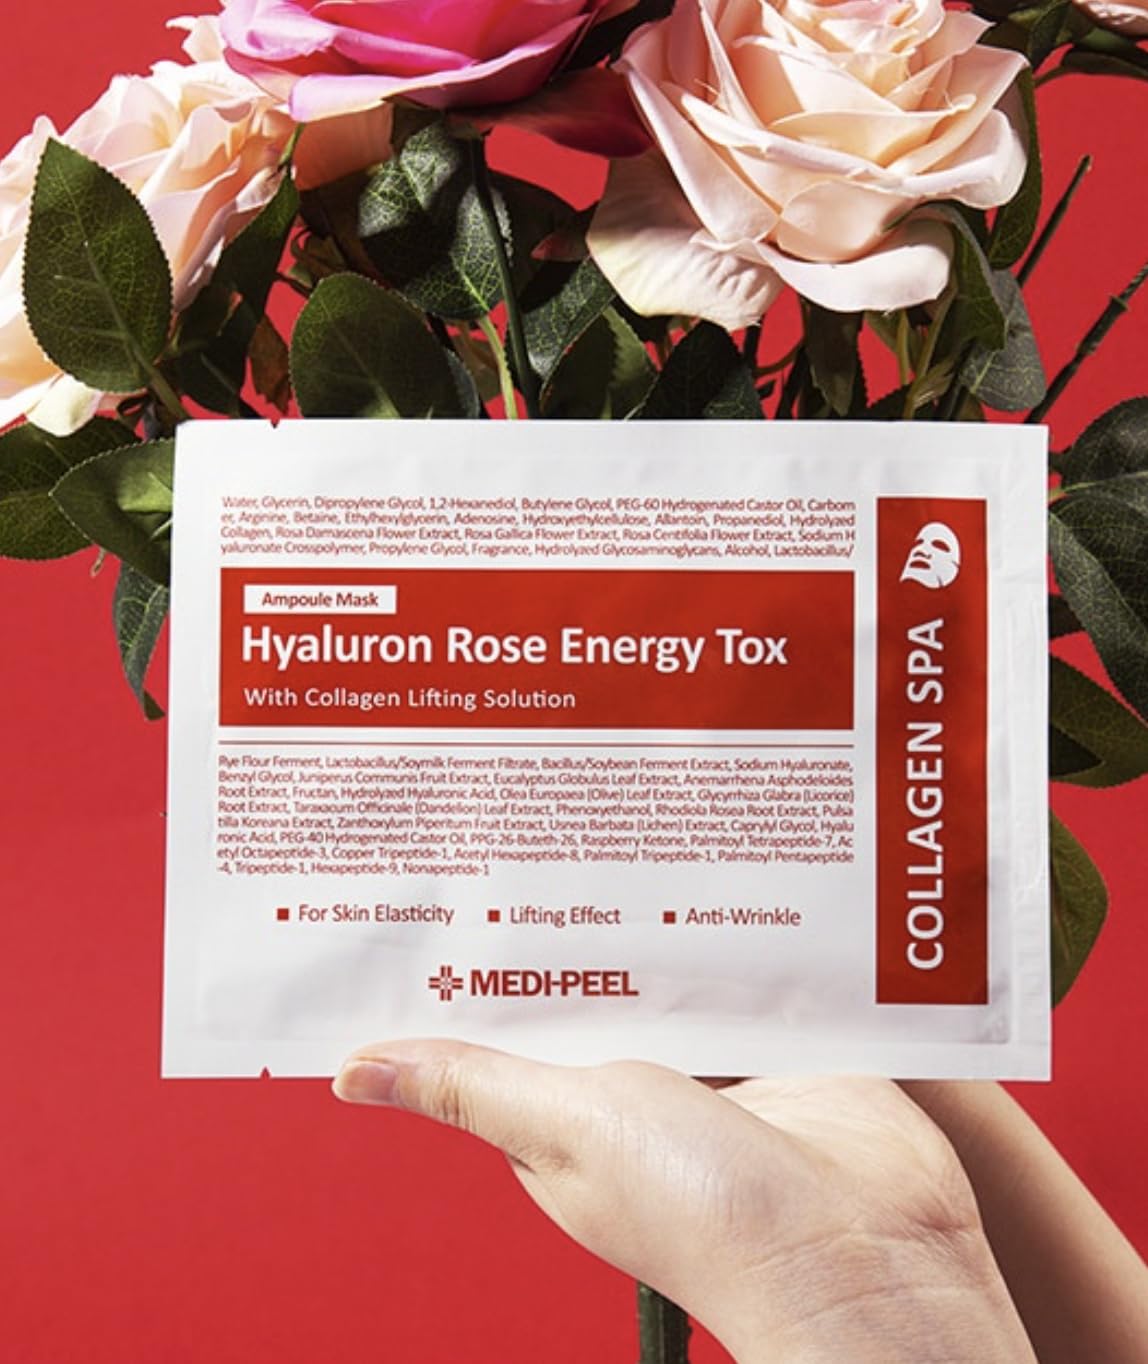 Water, Glycerin, Dipropylene Glycol, 1,2-Hexanediol, Butylene Glycol, PEG-60 Hydrogenated Castor Oil, Carbom
er, Arginine, Betaine, Ethylhexylglycerin, Adenosine, Hydroxyethylcellulose, Allantoin, Propanediol, Hydrolyzed
Collagen, Rosa Damascena Flower Extract, Rosa Gallica Flower Extract, Rosa Centifolia Flower Extract, Sodium H
yaluronate Crosspolymer, Propylene Glycol, Fragrance, Hydrolyzed Glycosaminoglycans, Alcohol, Lactobacillus/
Ampoule Mask
Hyaluron Rose Energy Tox
With Collagen Lifting Solution
Rye Flour Ferment, Lactobacillus/Soymilk Ferment Filtrate, Bacillus/Soybean Ferment Extract, Sodium Hyaluronate,
Benzyl Glycol, Juniperus Communis Fruit Extract, Eucalyptus Globulus Leaf Extract, Anemarrhena Asphodeloides
Root Extract, Fructan, Hydrolyzed Hyaluronic Acid, Olea Europaea (Olive) Leaf Extract, Glycyrrhiza Glabra (Licorice)
Root Extract, Taraxacum Officinale (Dandelion) Leaf Extract, Phenoxyethanol, Rhodiola Rosea Root Extract, Pulsa
tilla Koreana Extract, Zanthoxylum Piperitum Fruit Extract, Usnea Barbata (Lichen) Extract, Caprylyl Glycol, Hyalu
ronic Acid, PEG-40 Hydrogenated Castor Oil, PPG-26-Buteth-26, Raspberry Ketone, Palmitoyl Tetrapeptide-7, Ac
etyl Octapeptide-3, Copper Tripeptide-1, Acetyl Hexapeptide-8, Palmitoyl Tripeptide-1, Palmitoyl Pentapeptide
-4, Tripeptide-1, Hexapeptide-9, Nonapeptide-1
■ For Skin Elasticity ■ Lifting Effect ■ Anti-Wrinkle
MEDI-PEEL
COLLAGEN SPA